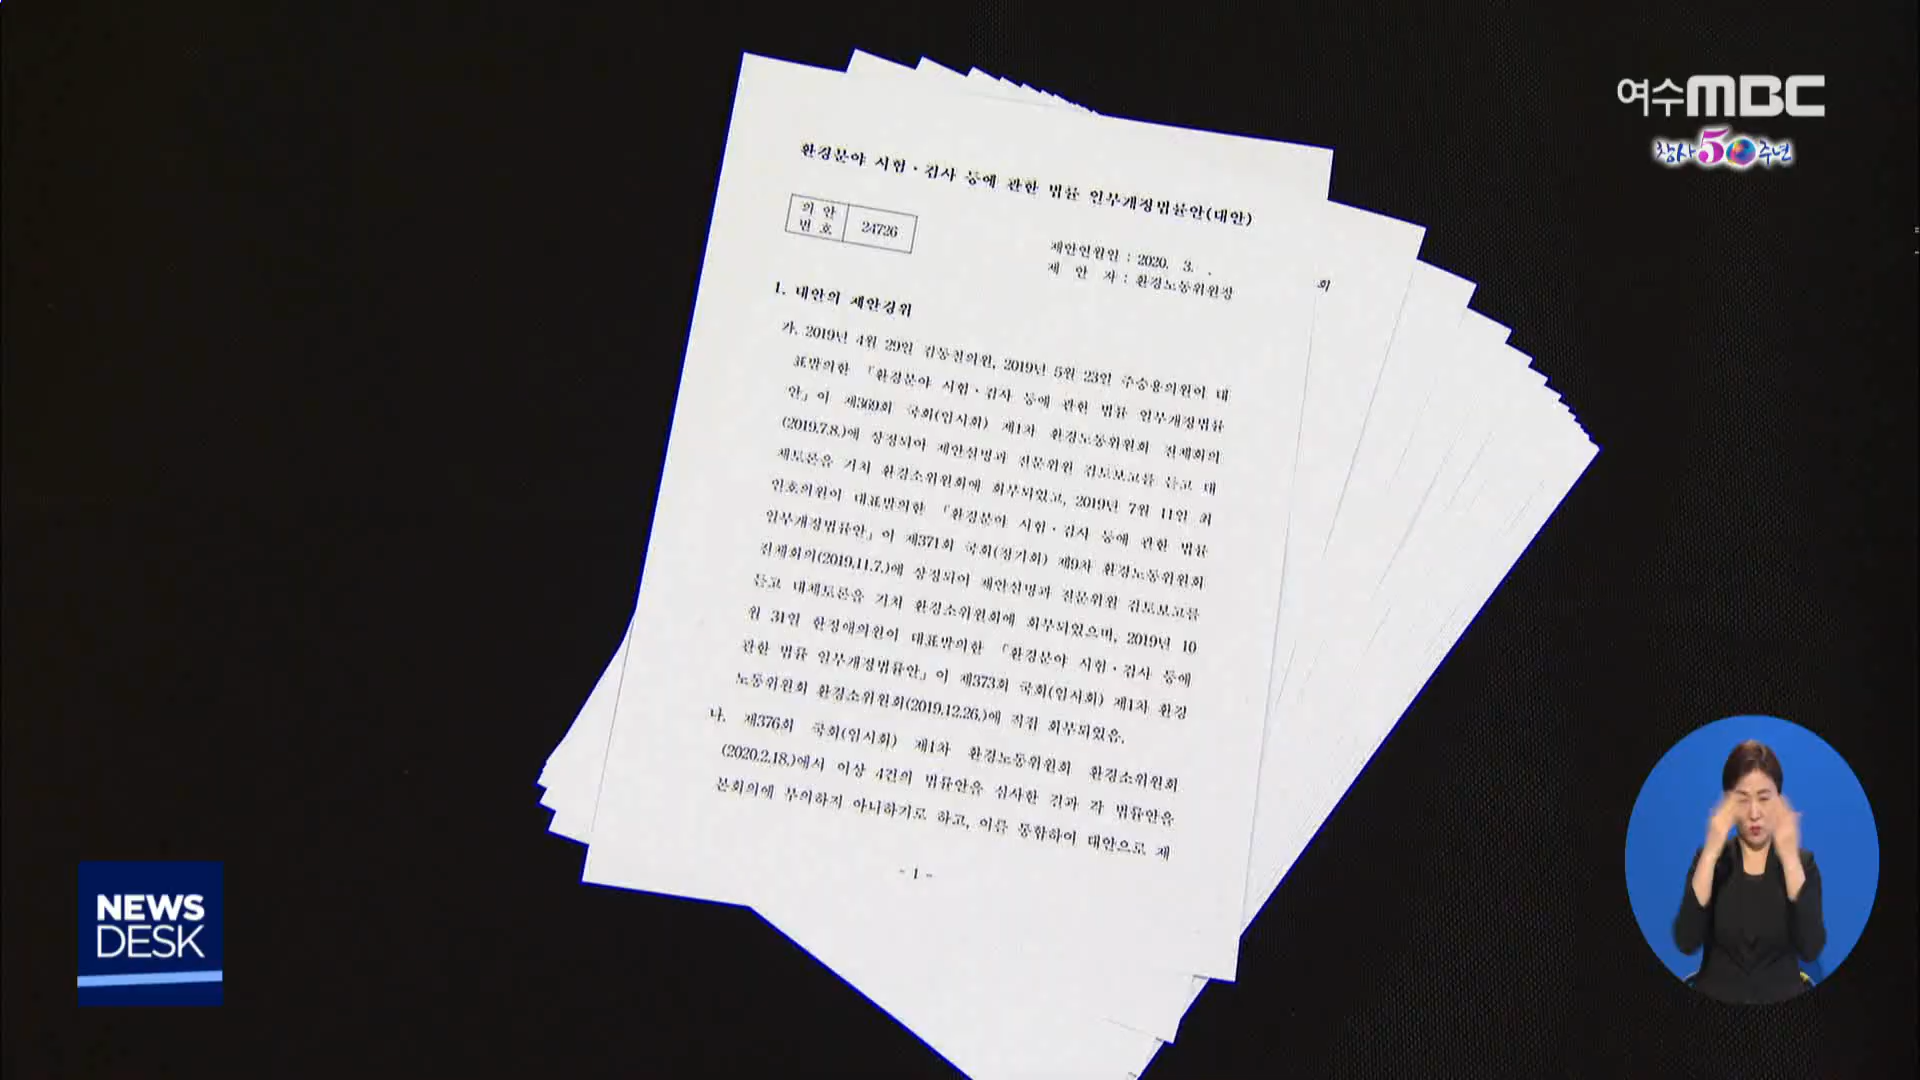 여수MBC
창사50주년
환경분야 시험·검사 등에 관한 법률 일부개정법률안(대안)
의 안
번 호
24726
제안연월일 : 2020. 3. .
제 안 자 : 환경노동위원장
회
1. 대안의 제안경위
가. 2019년 4월 29일 김동철의원, 2019년 5월 23일 주승용의원이 대
표발의한 「환경분야 시험·검사 등에 관한 법률 일부개정법률
안」이 제369회 국회(임시회) 제1차 환경노동위원회 전체회의
(2019.7.8.)에 상정되어 제안설명과 전문위원 검토보고를 듣고 대
체토론을 거쳐 환경소위원회에 회부되었고, 2019년 7월 11일 최
인호의원이 대표발의한 「환경분야 시험·검사 등에 관한 법률
일부개정법률안」이 제371회 국회(정기회) 제9차 환경노동위원회
전체회의(2019.11.7.)에 상정되어 제안설명과 전문위원 검토보고를
듣고 대체토론을 거쳐 환경소위원회에 회부되었으며, 2019년 10
월 31일 한정애의원이 대표발의한 「환경분야 시험·검사 등에
관한 법률 일부개정법률안」이 제373회 국회(임시회) 제1차 환경
노동위원회 환경소위원회(2019.12.26.)에 직접 회부되었음.
나. 제376회 국회(임시회) 제1차 환경노동위원회 환경소위원회
(2020.2.18.)에서 이상 4건의 법률안을 심사한 결과 각 법률안을
본회의에 부의하지 아니하기로 하고, 이를 통합하여 대안으로 제
- 1 -
NEWS
DESK